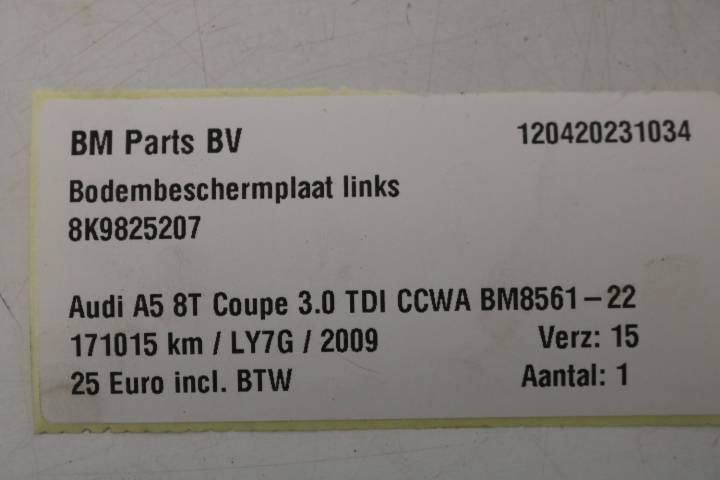 BM Parts BV 120420231034
Bodembeschermplaat links
8K9825207
Audi A5 8T Coupe 3.0 TDI CCWA BM8561-22
171015 km / LY7G / 2009 Verz: 15
25 Euro incl. BTW Aantal: 1